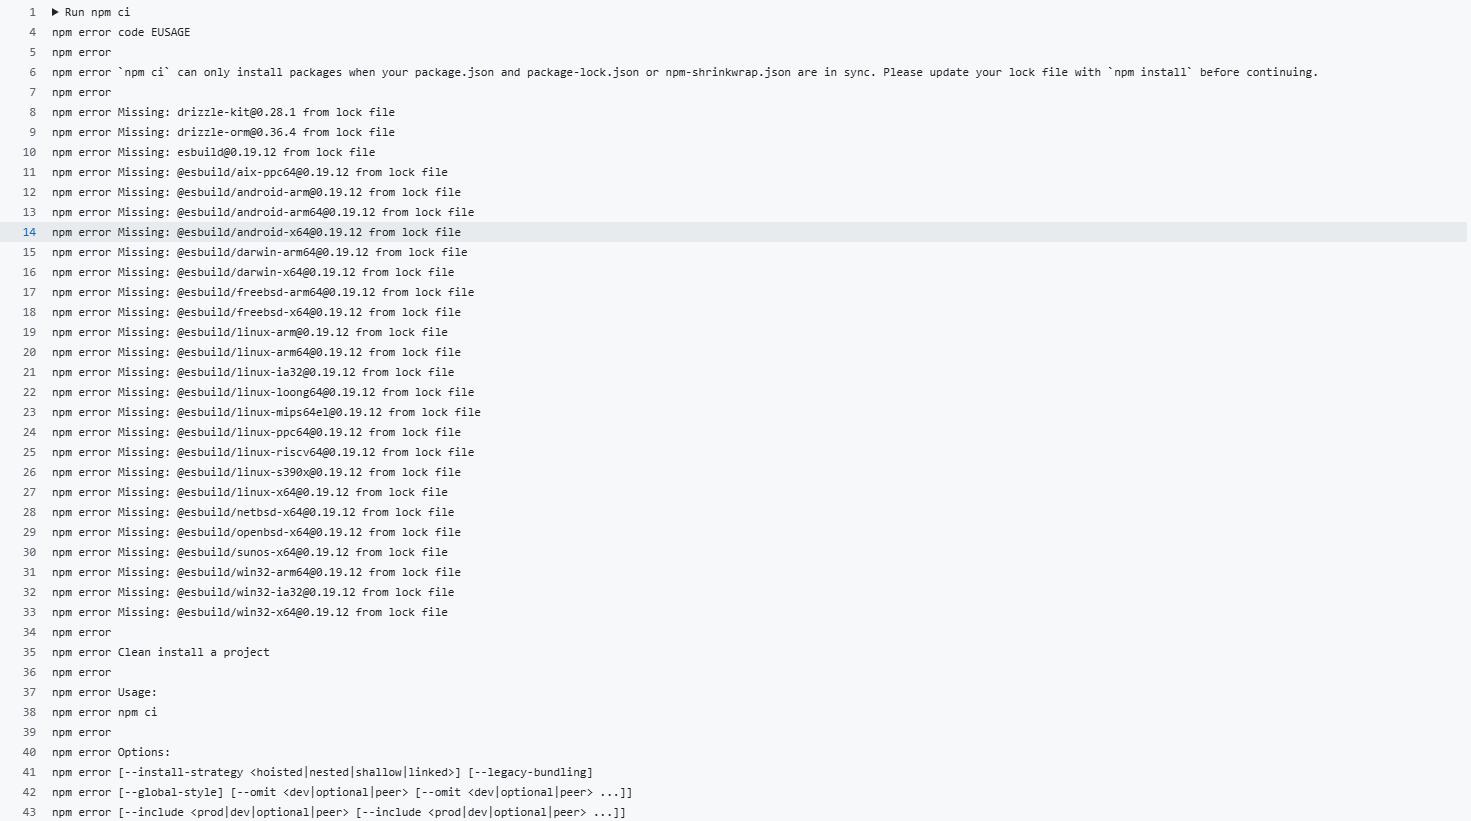 1 ▶ Run npm ci
4 npm error code EUSAGE
5 npm error
6 npm error `npm ci` can only install packages when your package.json and package-lock.json or npm-shrinkwrap.json are in sync. Please update your lock file with `npm install` before continuing.
7 npm error
8 npm error Missing: drizzle-kit@0.28.1 from lock file
9 npm error Missing: drizzle-orm@0.36.4 from lock file
10 npm error Missing: esbuild@0.19.12 from lock file
11 npm error Missing: @esbuild/aix-ppc64@0.19.12 from lock file
12 npm error Missing: @esbuild/android-arm@0.19.12 from lock file
13 npm error Missing: @esbuild/android-arm64@0.19.12 from lock file
14 npm error Missing: @esbuild/android-x64@0.19.12 from lock file
15 npm error Missing: @esbuild/darwin-arm64@0.19.12 from lock file
16 npm error Missing: @esbuild/darwin-x64@0.19.12 from lock file
17 npm error Missing: @esbuild/freebsd-arm64@0.19.12 from lock file
18 npm error Missing: @esbuild/freebsd-x64@0.19.12 from lock file
19 npm error Missing: @esbuild/linux-arm@0.19.12 from lock file
20 npm error Missing: @esbuild/linux-arm64@0.19.12 from lock file
21 npm error Missing: @esbuild/linux-ia32@0.19.12 from lock file
22 npm error Missing: @esbuild/linux-loong64@0.19.12 from lock file
23 npm error Missing: @esbuild/linux-mips64el@0.19.12 from lock file
24 npm error Missing: @esbuild/linux-ppc64@0.19.12 from lock file
25 npm error Missing: @esbuild/linux-riscv64@0.19.12 from lock file
26 npm error Missing: @esbuild/linux-s390x@0.19.12 from lock file
27 npm error Missing: @esbuild/linux-x64@0.19.12 from lock file
28 npm error Missing: @esbuild/netbsd-x64@0.19.12 from lock file
29 npm error Missing: @esbuild/openbsd-x64@0.19.12 from lock file
30 npm error Missing: @esbuild/sunos-x64@0.19.12 from lock file
31 npm error Missing: @esbuild/win32-arm64@0.19.12 from lock file
32 npm error Missing: @esbuild/win32-ia32@0.19.12 from lock file
33 npm error Missing: @esbuild/win32-x64@0.19.12 from lock file
34 npm error
35 npm error Clean install a project
36 npm error
37 npm error Usage:
38 npm error npm ci
39 npm error
40 npm error Options:
41 npm error [--install-strategy <hoisted|nested|shallow|linked>] [--legacy-bundling]
42 npm error [--global-style] [--omit <dev|optional|peer> [--omit <dev|optional|peer> ...]]
43 npm error [--include <prod|dev|optional|peer> [--include <prod|dev|optional|peer> ...]]